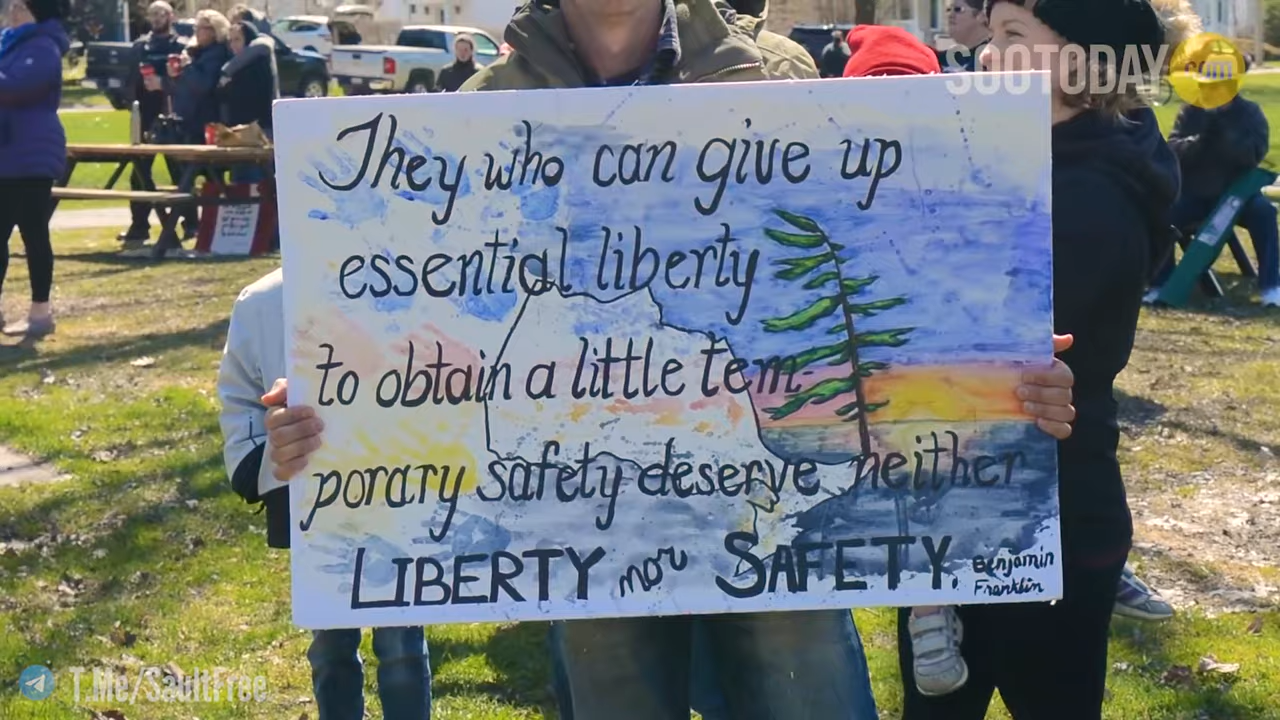 SOOTODAY
.com
They who can give up
essential liberty
to obtain a little tem-
porary safety deserve neither
LIBERTY nor SAFETY.
Benjamin
Franklin
T.Me/SaultFree